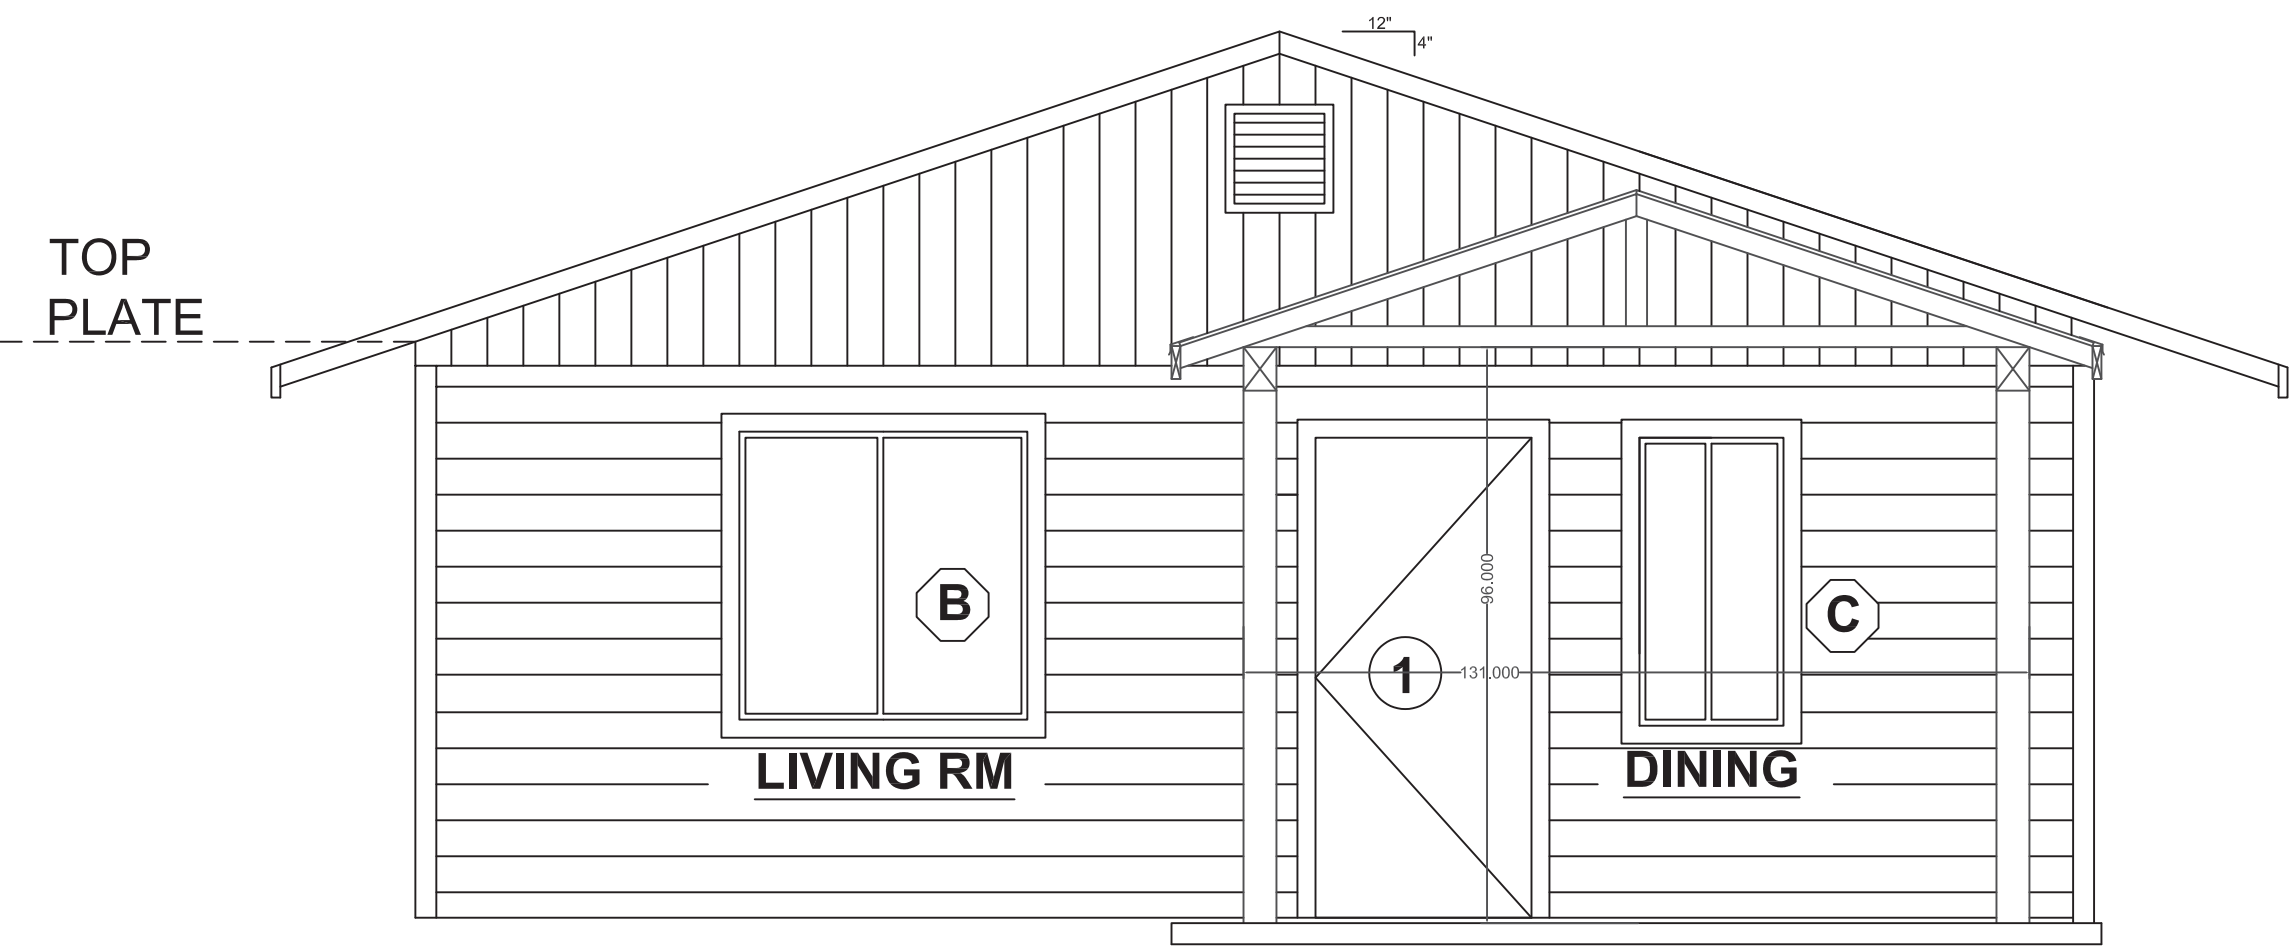 12"
4"
TOP
PLATE
96.000
B
C
1
131.000
LIVING RM
DINING